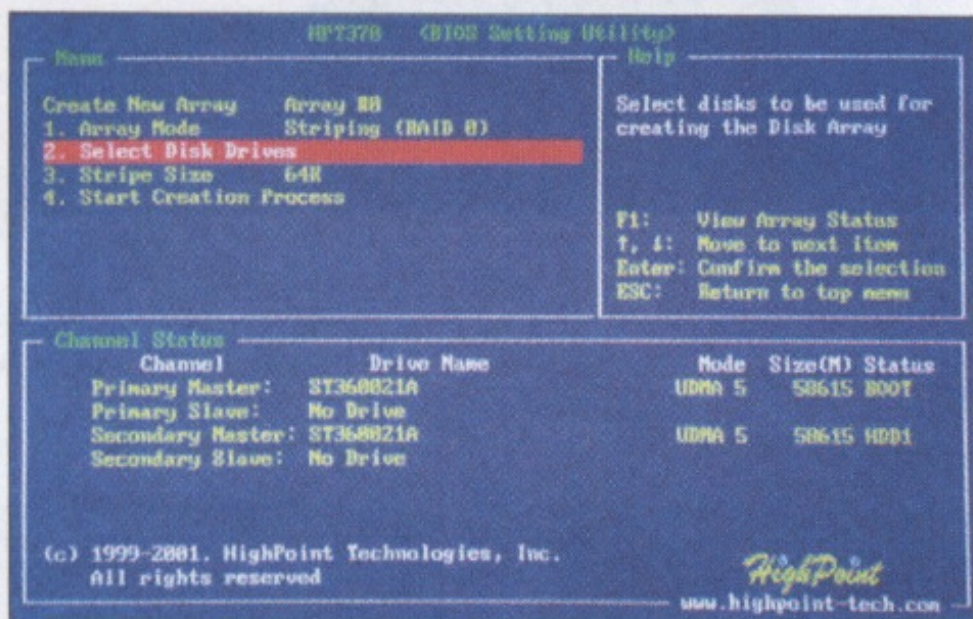 HPT370 (BIOS Setting Utility)
Menu
Create New Array Array #0
1. Array Mode Striping (RAID 0)
2. Select Disk Drives
3. Stripe Size 64K
4. Start Creation Process
Help
Select disks to be used for
creating the Disk Array
F1: View Array Status
↑, ↓: Move to next item
Enter: Confirm the selection
ESC: Return to top menu
Channel Status
Channel Drive Name Mode Size(M) Status
Primary Master: ST360021A UDMA 5 58615 BOOT
Primary Slave: No Drive
Secondary Master: ST360021A UDMA 5 58615 HDD1
Secondary Slave: No Drive
(c) 1999-2001. HighPoint Technologies, Inc.
All rights reserved
HighPoint
www.highpoint-tech.com